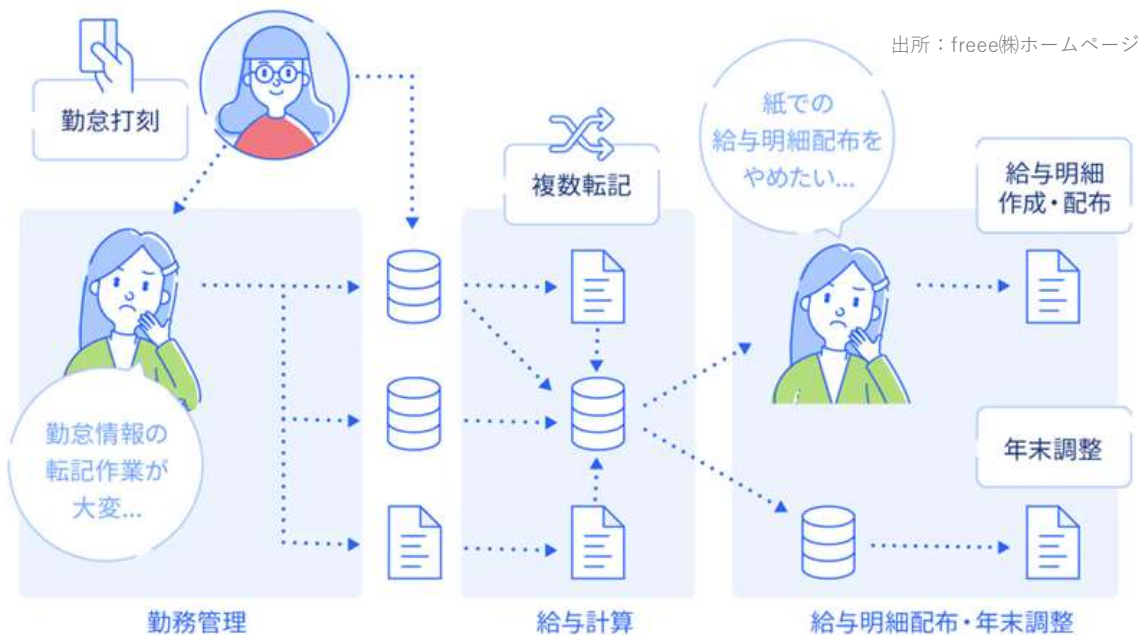 出所：freee㈱ホームページ
勤怠打刻
紙での
給与明細配布を
やめたい...
複数転記
給与明細
作成・配布
勤怠情報の
転記作業が
大変...
年末調整
勤務管理
給与計算
給与明細配布・年末調整